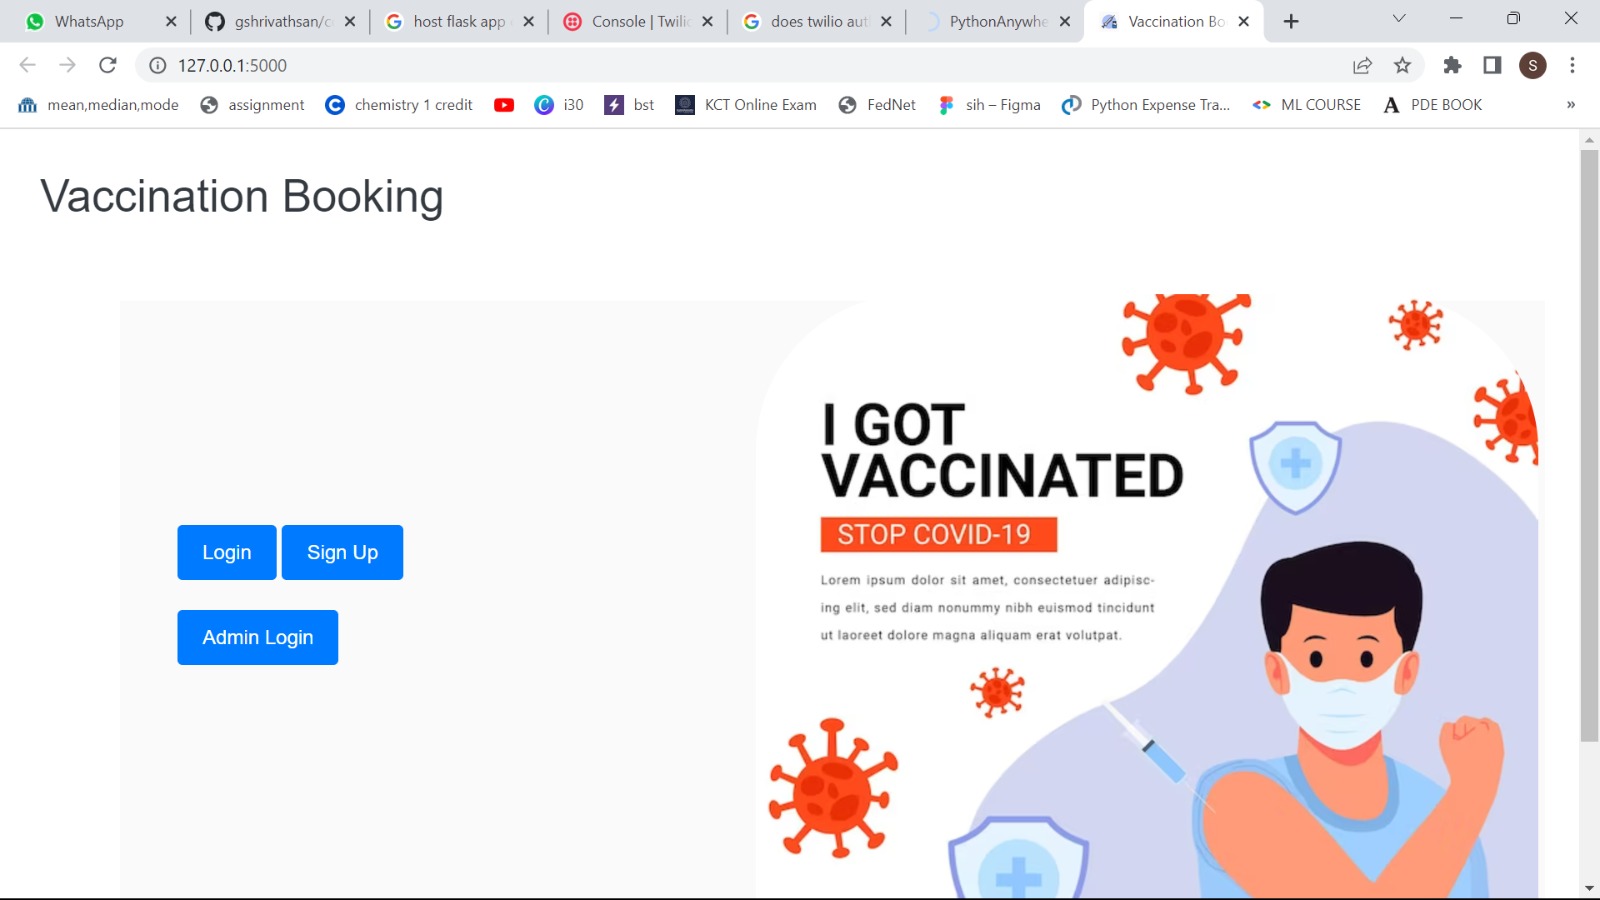 WhatsApp
gshrivathsan/c
host flask app
Console | Twilio
does twilio aut
PythonAnywhe
Vaccination Bo
127.0.0.1:5000
S
mean,median,mode
assignment
chemistry 1 credit
i30
bst
KCT Online Exam
FedNet
sih – Figma
Python Expense Tra...
ML COURSE
A PDE BOOK
»
Vaccination Booking
I GOT
VACCINATED
STOP COVID-19
Lorem ipsum dolor sit amet, consectetuer adipisc-
ing elit, sed diam nonummy nibh euismod tincidunt
ut laoreet dolore magna aliquam erat volutpat.
Login
Sign Up
Admin Login